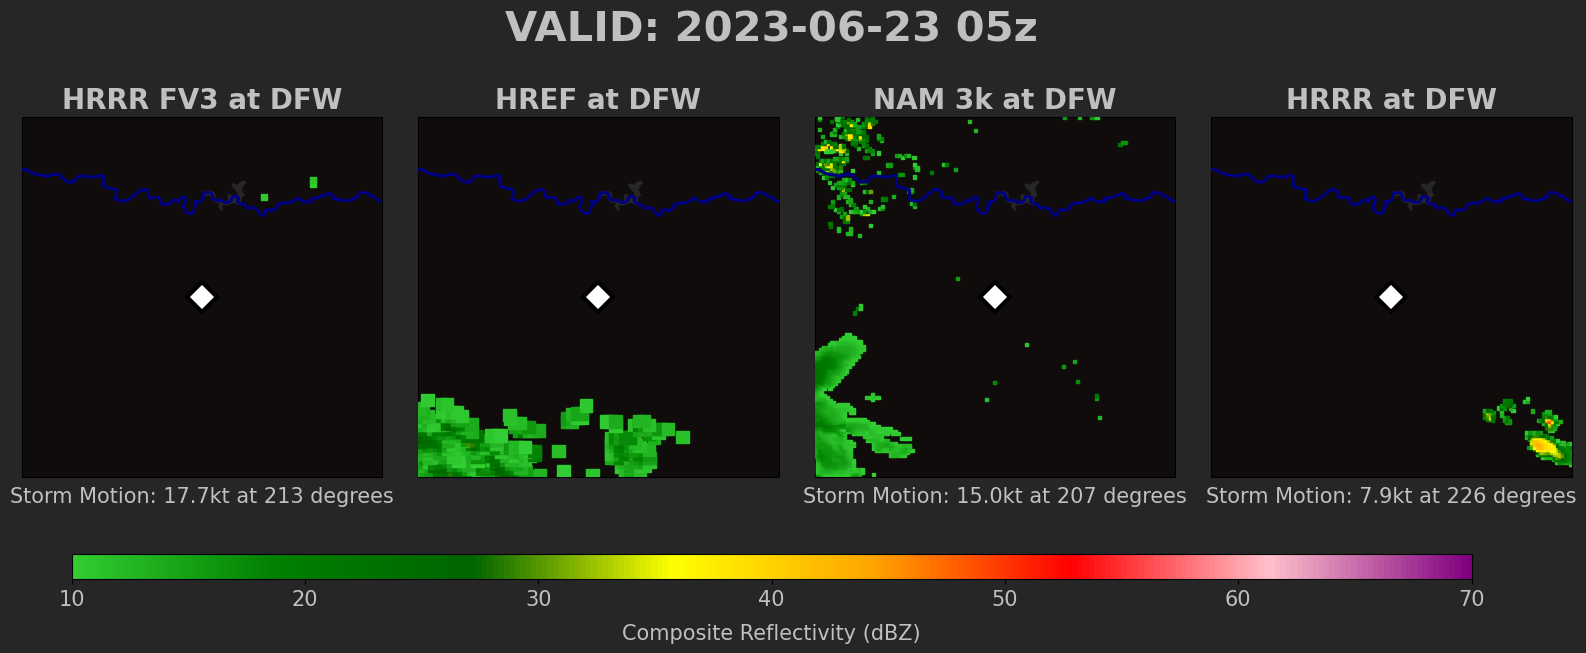 VALID: 2023-06-23 05z
HRRR FV3 at DFW
HREF at DFW
NAM 3k at DFW
HRRR at DFW
Storm Motion: 17.7kt at 213 degrees
Storm Motion: 15.0kt at 207 degrees
Storm Motion: 7.9kt at 226 degrees
10 20 30 40 50 60 70
Composite Reflectivity (dBZ)